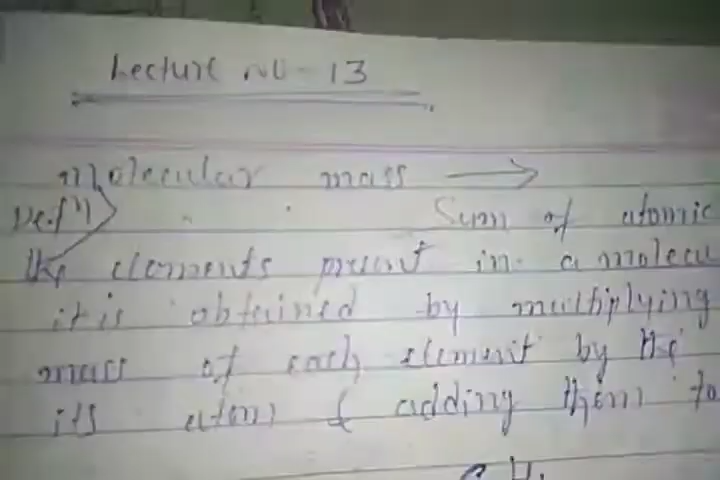 Lecture No - 13
molecular mass →
Defn Sum of atomic
the elements present in a molecu
it is obtained by multiplying
mass of each element by the
its atom & adding them to